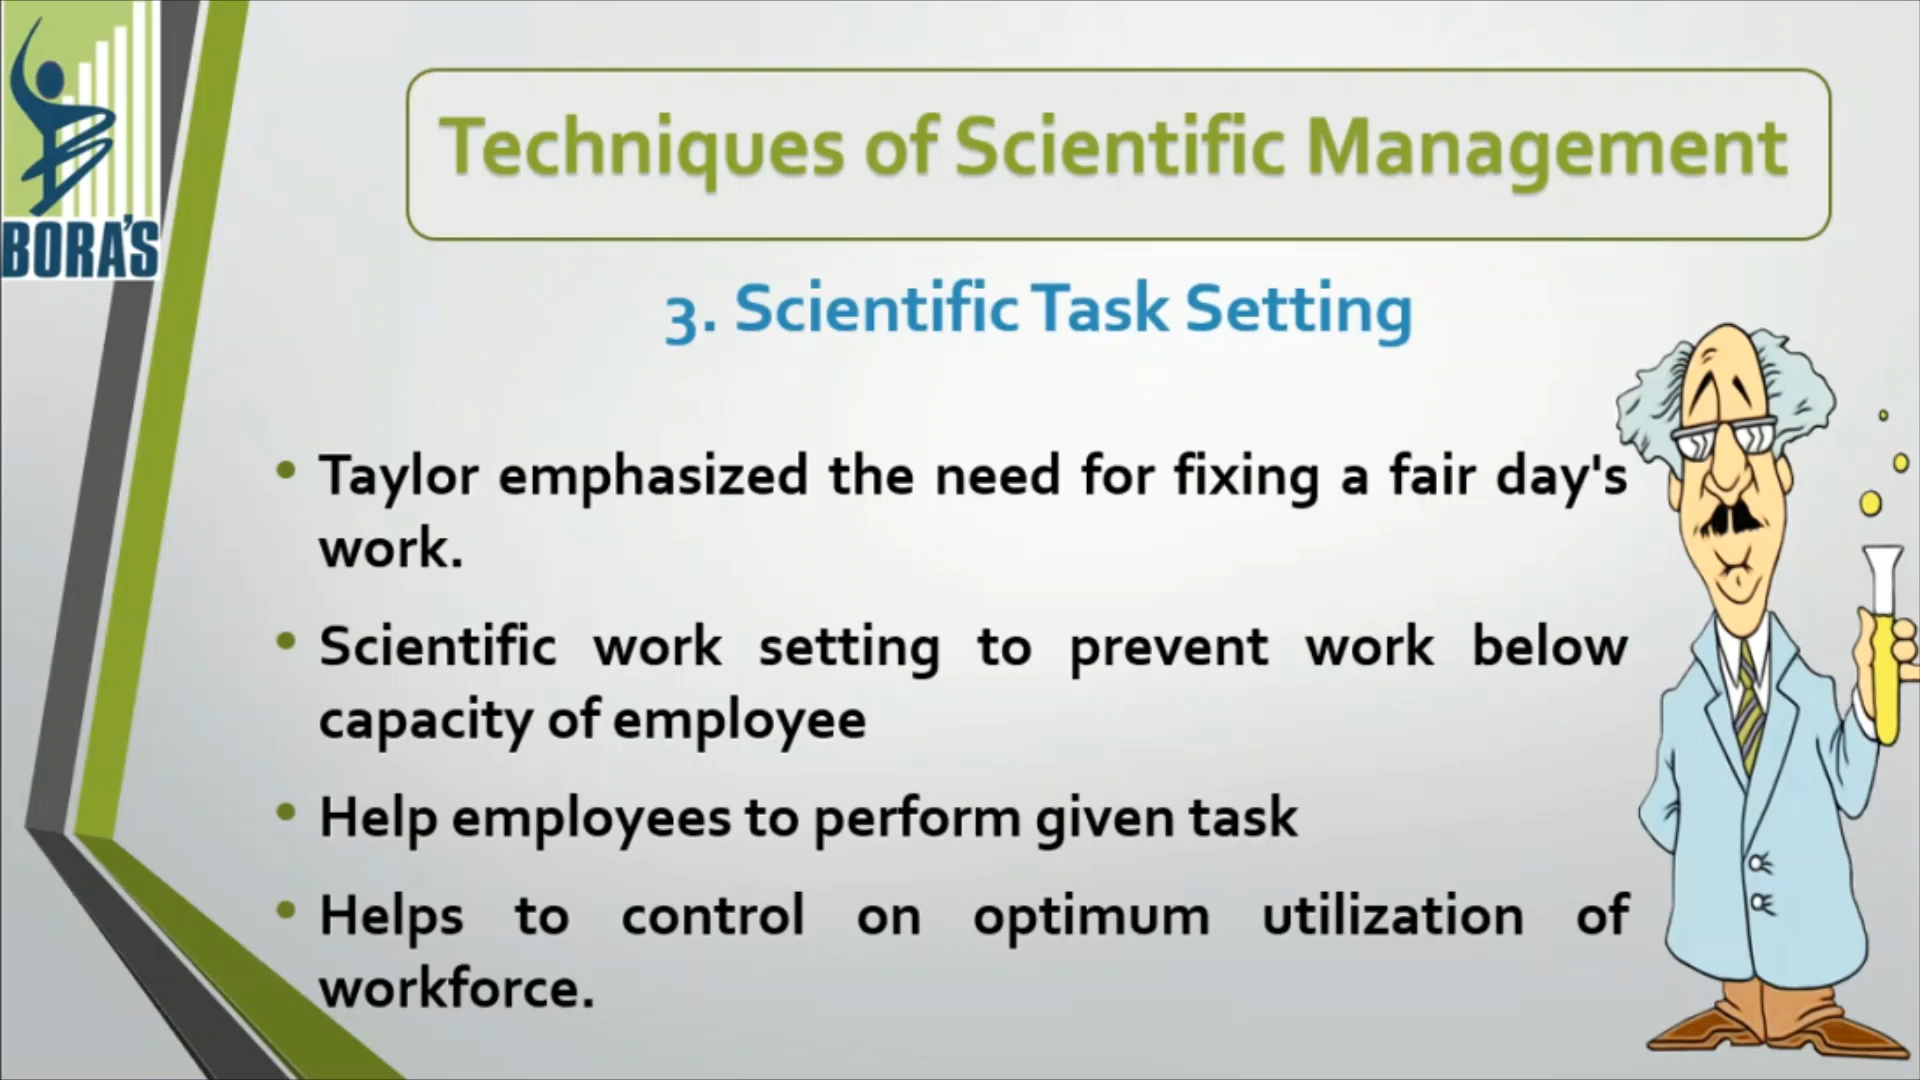 BORA'S
Techniques of Scientific Management
3. Scientific Task Setting
• Taylor emphasized the need for fixing a fair day's
work.
• Scientific work setting to prevent work below
capacity of employee
• Help employees to perform given task
• Helps to control on optimum utilization of
workforce.